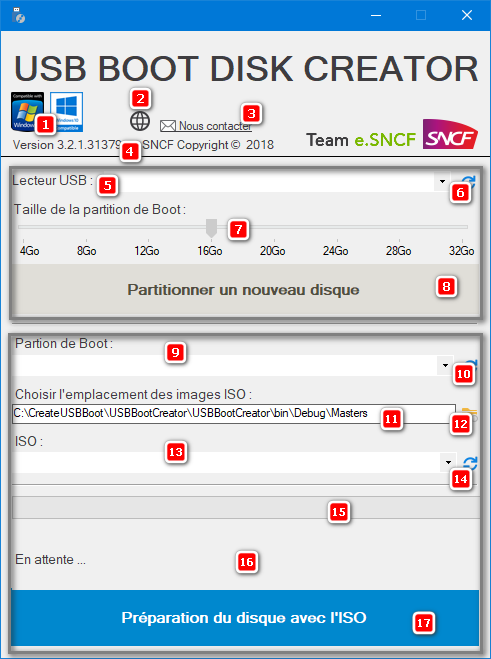 USB BOOT DISK CREATOR
Compatible with
Windows
1
Windows 10
Compatible
2
3
Nous contacter
Team e.SNCF
SNCF
Version 3.2.1.31379
4
SNCF Copyright © 2018
Lecteur USB :
5
6
Taille de la partition de Boot :
7
4Go 8Go 12Go 16Go 20Go 24Go 28Go 32Go
Partitionner un nouveau disque
8
Partion de Boot :
9
10
Choisir l'emplacement des images ISO :
C:\CreateUSBBoot\USBBootCreator\USBBootCreator\bin\Debug\Masters
11
12
ISO :
13
14
15
En attente ...
16
Préparation du disque avec l'ISO
17